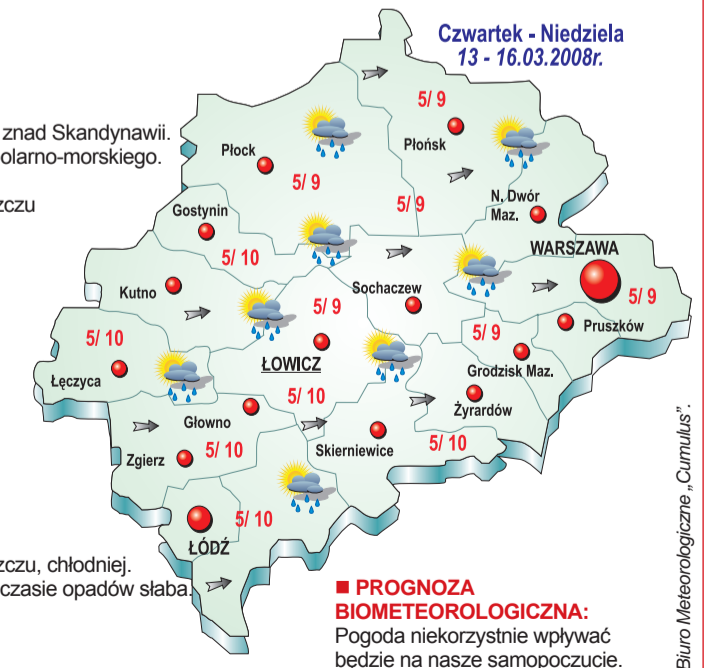 Czwartek - Niedziela
13 - 16.03.2008r.
znad Skandynawii.
olarno-morskiego.
szczu
5/ 9
Płońsk
Płock
5/ 9
5/ 9
N. Dwór
Maz.
Gostynin
5/ 10
WARSZAWA
5/ 9
Kutno
Sochaczew
5/ 9
Pruszków
5/ 10
Łęczyca
ŁOWICZ
5/ 9
Grodzisk Maz.
5/ 10
Żyrardów
Głowno
Zgierz
5/ 10
Skierniewice
5/ 10
5/ 10
ŁÓDŹ
szczu, chłodniej.
czasie opadów słaba.
■ PROGNOZA
BIOMETEOROLOGICZNA:
Pogoda niekorzystnie wpływać
będzie na nasze samopoczucie.
Biuro Meteorologiczne „Cumulus”.